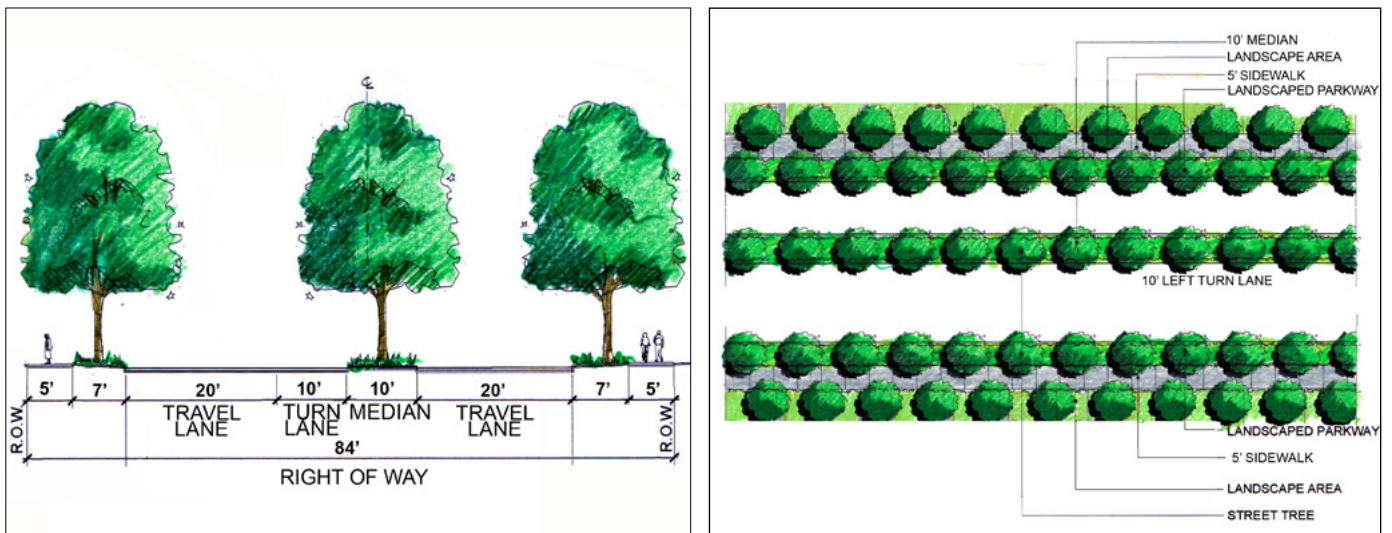 ℄
5' 7' 20' 10' 10' 20' 7' 5'
TRAVEL LANE
TURN LANE
MEDIAN
TRAVEL LANE
R.O.W.
R.O.W.
84'
RIGHT OF WAY
10' MEDIAN
LANDSCAPE AREA
5' SIDEWALK
LANDSCAPED PARKWAY
10' LEFT TURN LANE
LANDSCAPED PARKWAY
5' SIDEWALK
LANDSCAPE AREA
STREET TREE